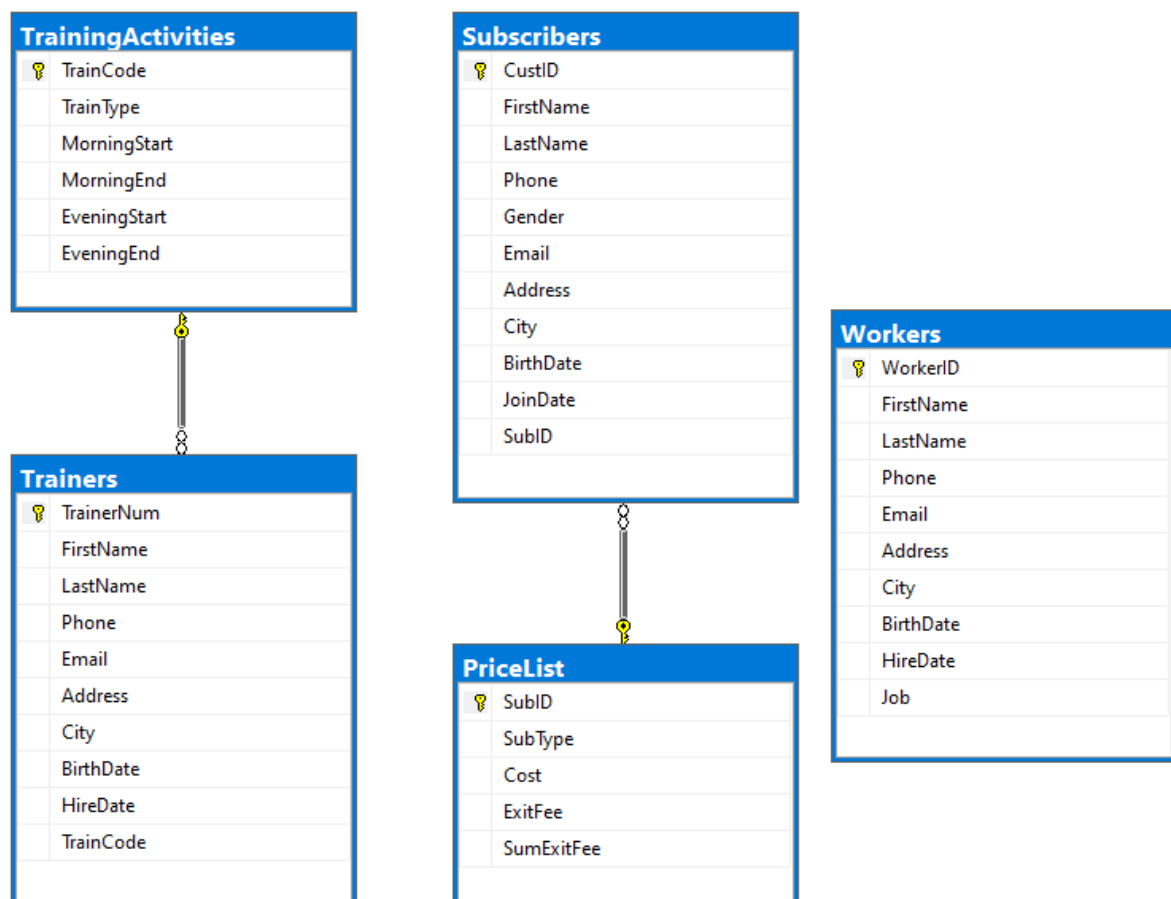 TrainingActivities
TrainCode
TrainType
MorningStart
MorningEnd
EveningStart
EveningEnd
Trainers
TrainerNum
FirstName
LastName
Phone
Email
Address
City
BirthDate
HireDate
TrainCode
Subscribers
CustID
FirstName
LastName
Phone
Gender
Email
Address
City
BirthDate
JoinDate
SubID
PriceList
SubID
SubType
Cost
ExitFee
SumExitFee
Workers
WorkerID
FirstName
LastName
Phone
Email
Address
City
BirthDate
HireDate
Job